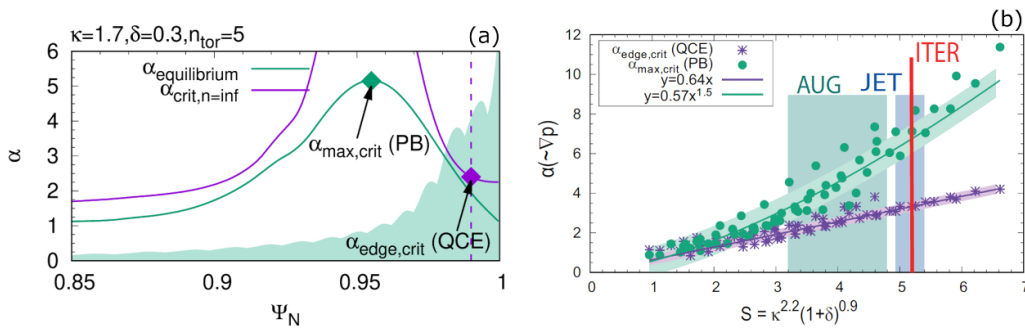 κ=1.7,δ=0.3,n_tor=5
(a)
α_equilibrium
α_crit,n=inf
α_max,crit (PB)
α_edge,crit (QCE)
α
6
5
4
3
2
1
0
0.85
0.9
0.95
1
Ψ_N
(b)
α_edge,crit (QCE)
α_max,crit (PB)
y=0.64x
y=0.57x^1.5
AUG
JET
ITER
α(~∇p)
12
10
8
6
4
2
0
0
1
2
3
4
5
6
7
S = κ^2.2(1+δ)^0.9